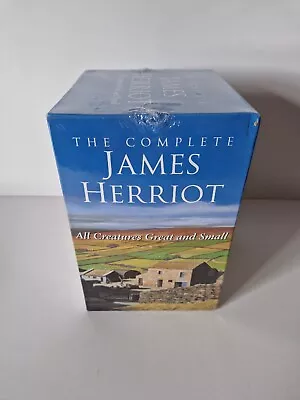 THE COMPLETE
JAMES
HERRIOT
All Creatures Great and Small